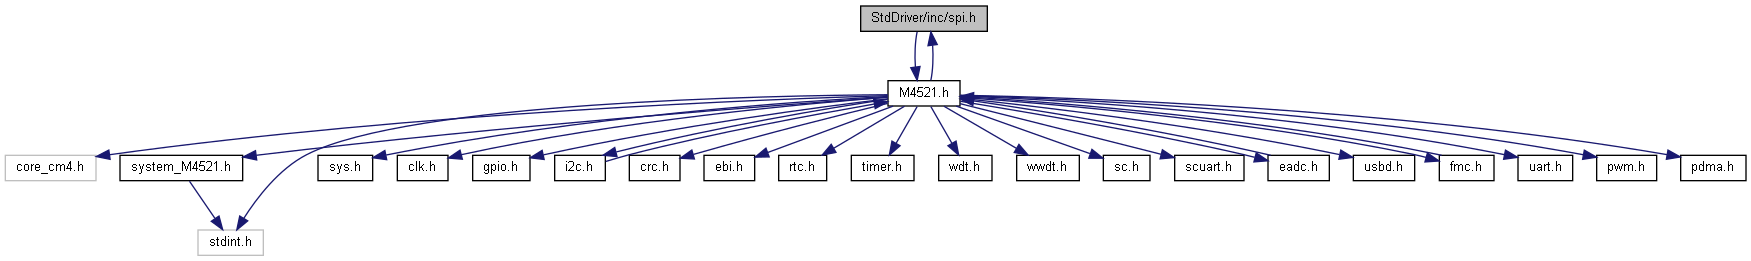 StdDriver/inc/spi.h
M4521.h
core_cm4.h
system_M4521.h
sys.h
clk.h
gpio.h
i2c.h
crc.h
ebi.h
rtc.h
timer.h
wdt.h
wwdt.h
sc.h
scuart.h
eadc.h
usbd.h
fmc.h
uart.h
pwm.h
pdma.h
stdint.h